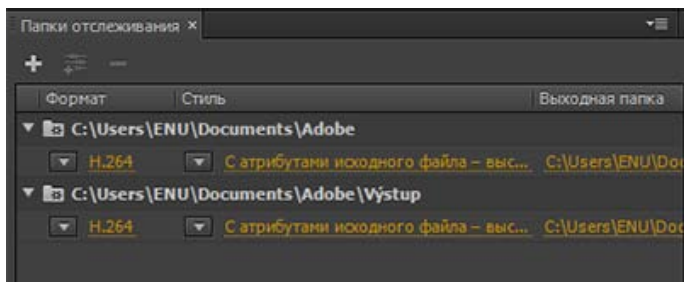 Папки отслеживания ×
Формат Стиль Выходная папка
C:\Users\ENU\Documents\Adobe
H.264 С атрибутами исходного файла – выс... C:\Users\ENU\Do
C:\Users\ENU\Documents\Adobe\Výstup
H.264 С атрибутами исходного файла – выс... C:\Users\ENU\Doc